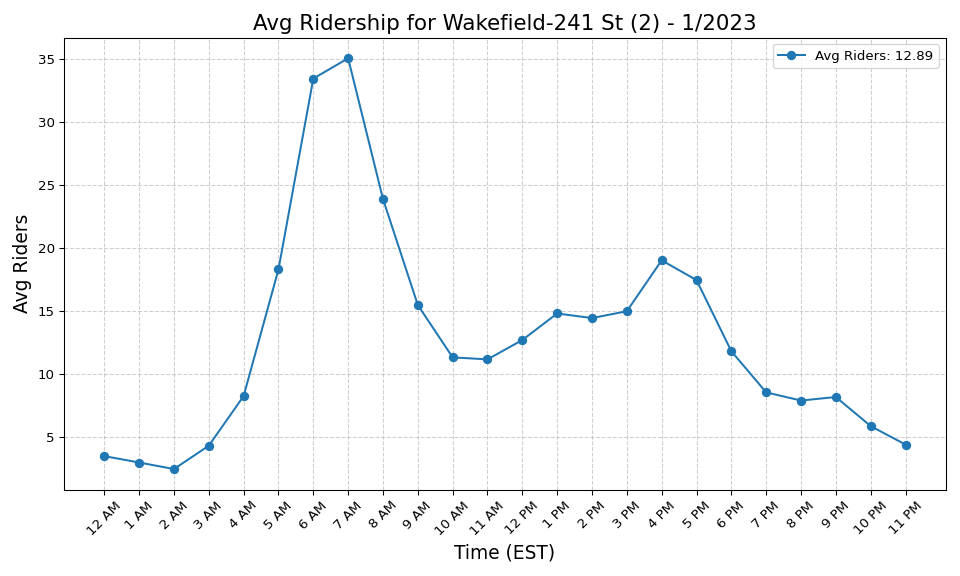 Avg Ridership for Wakefield-241 St (2) - 1/2023
Avg Riders: 12.89
Avg Riders
35
30
25
20
15
10
5
12 AM
1 AM
2 AM
3 AM
4 AM
5 AM
6 AM
7 AM
8 AM
9 AM
10 AM
11 AM
12 PM
1 PM
2 PM
3 PM
4 PM
5 PM
6 PM
7 PM
8 PM
9 PM
10 PM
11 PM
Time (EST)